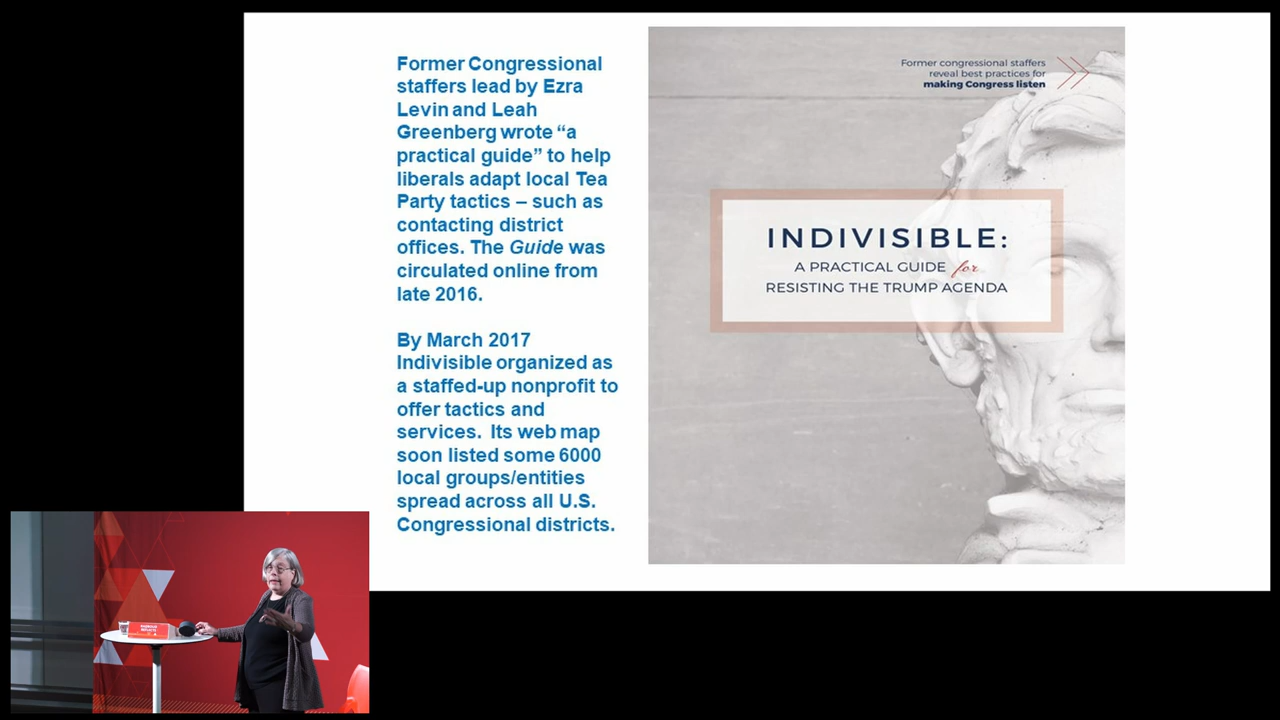 Former Congressional
staffers lead by Ezra
Levin and Leah
Greenberg wrote “a
practical guide” to help
liberals adapt local Tea
Party tactics – such as
contacting district
offices. The Guide was
circulated online from
late 2016.
By March 2017
Indivisible organized as
a staffed-up nonprofit to
offer tactics and
services. Its web map
soon listed some 6000
local groups/entities
spread across all U.S.
Congressional districts.
Former congressional staffers
reveal best practices for
making Congress listen
INDIVISIBLE:
A PRACTICAL GUIDE for
RESISTING THE TRUMP AGENDA